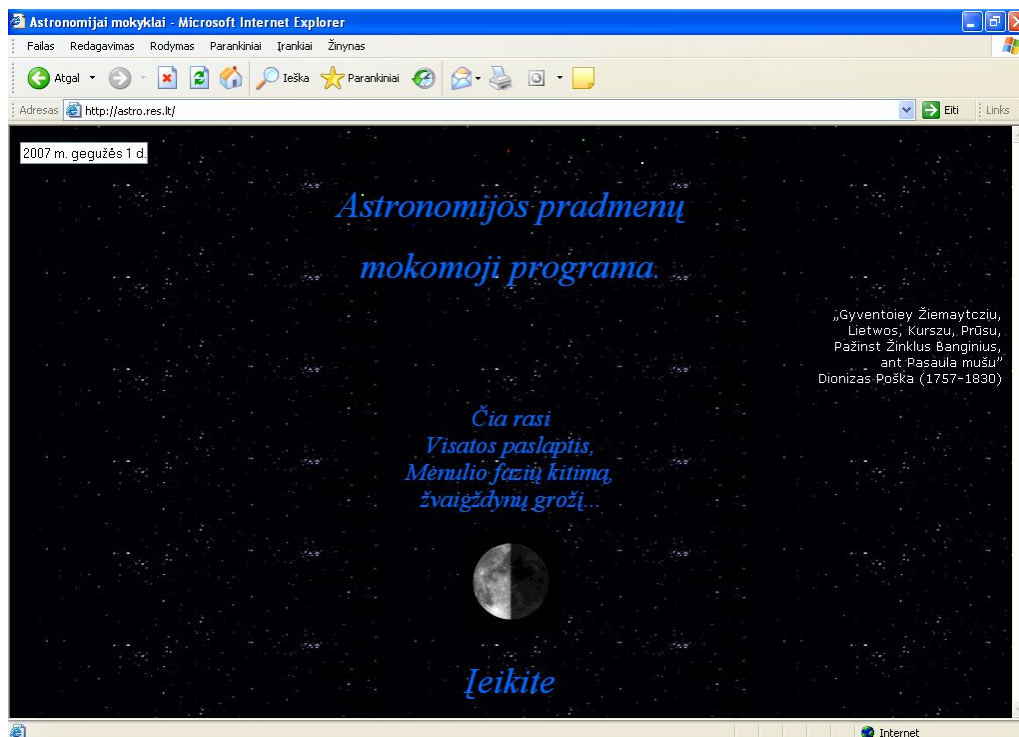 Astronomijai mokyklai - Microsoft Internet Explorer
Failas Redagavimas Rodymas Parankiniai Įrankiai Žinynas
Atgal Ieška Parankiniai
Adresas http://astro.res.lt/ Eiti Links
2007 m. gegužės 1 d.
Astronomijos pradmenų
mokomoji programa.
„Gyventoiey Žiemaytcziu,
Lietwos, Kurszu, Prūsu,
Pažinst Žinklus Banginius,
ant Pasaula mušu”
Dionizas Poška (1757-1830)
Čia rasi
Visatos paslaptis,
Mėnulio fazių kitimą,
žvaigždynų grožį...
Įeikite
Internet